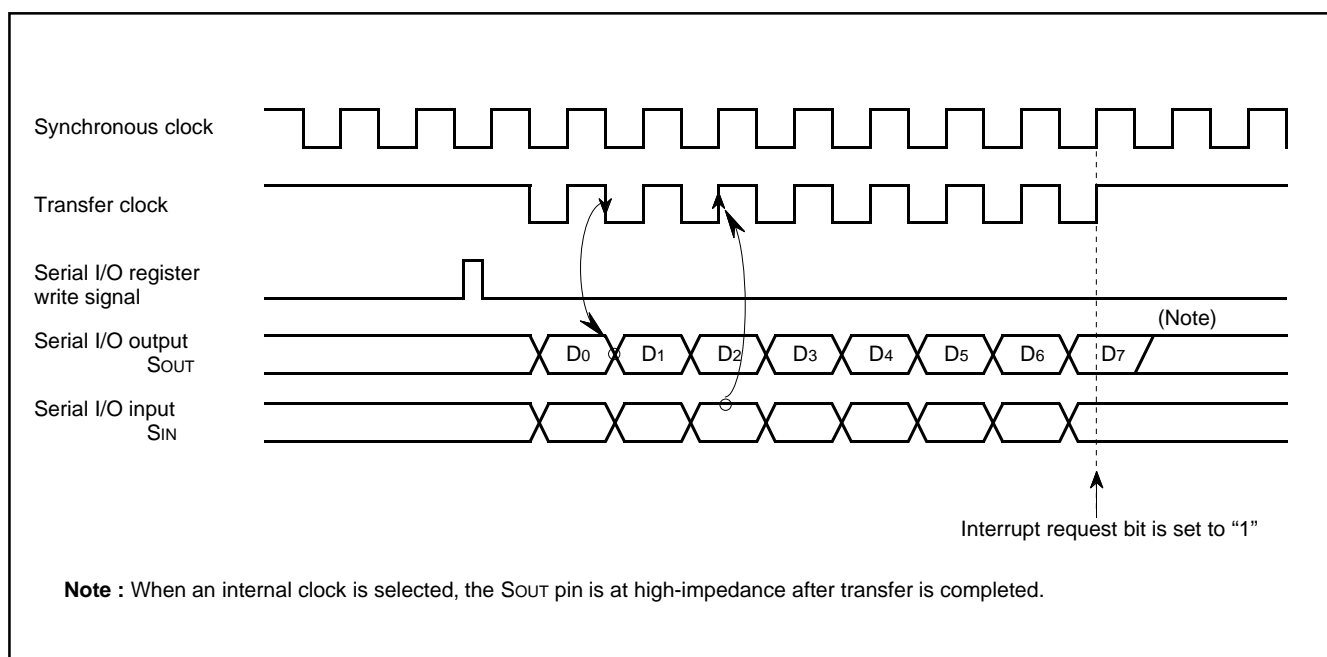 Synchronous clock
Transfer clock
Serial I/O register
write signal
(Note)
Serial I/O output
SOUT
D0 D1 D2 D3 D4 D5 D6 D7
Serial I/O input
SIN
Interrupt request bit is set to “1”
Note : When an internal clock is selected, the SOUT pin is at high-impedance after transfer is completed.